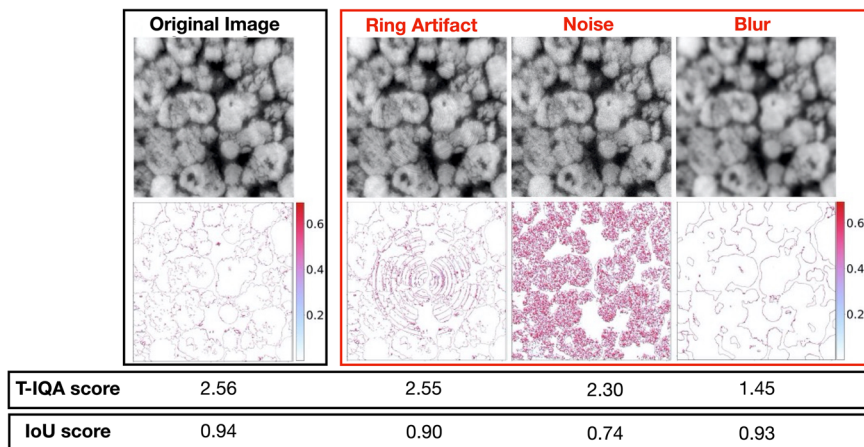 Original Image Ring Artifact Noise Blur
0.6 0.6
0.4 0.4
0.2 0.2
T-IQA score 2.56 2.55 2.30 1.45
IoU score 0.94 0.90 0.74 0.93